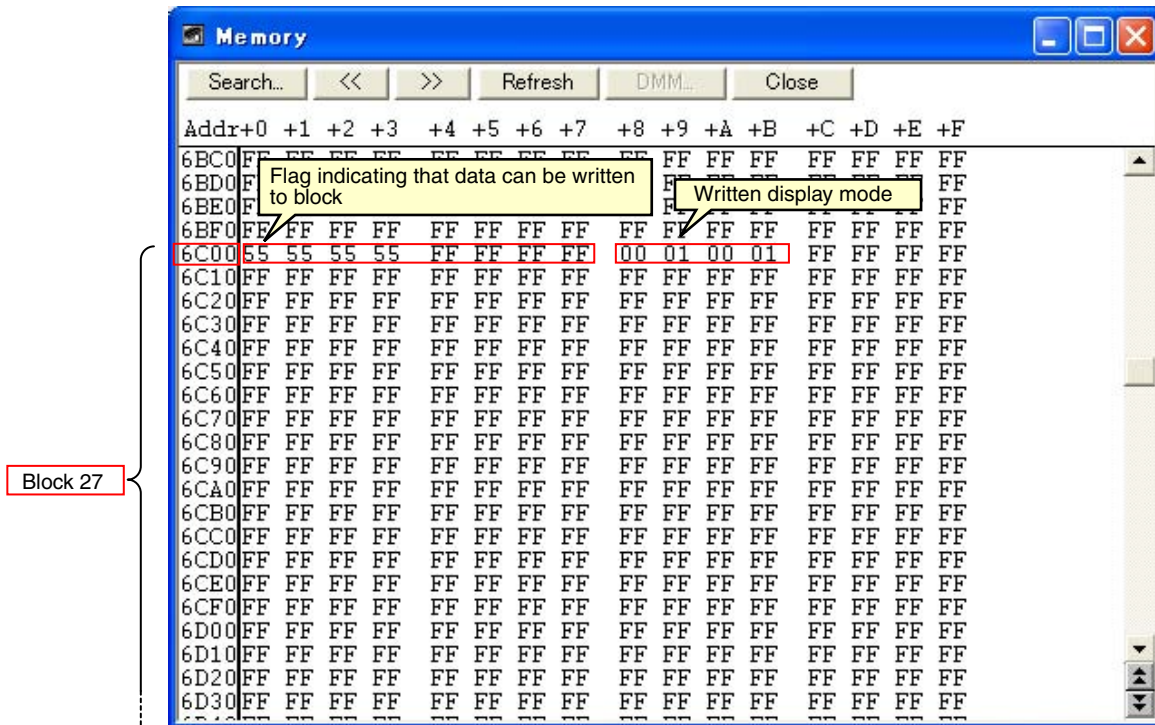 Memory
Search... << >> Refresh DMM... Close
Addr+0 +1 +2 +3 +4 +5 +6 +7 +8 +9 +A +B +C +D +E +F
6BC0 FF FF FF FF FF FF FF FF FF FF FF FF FF FF FF FF
Flag indicating that data can be written
to block
Written display mode
6BD0 FF
6BE0 FF
6BF0 FF FF FF FF FF FF FF FF FF FF FF FF FF FF FF FF
6C00 55 55 55 55 FF FF FF FF 00 01 00 01 FF FF FF FF
6C10 FF FF FF FF FF FF FF FF FF FF FF FF FF FF FF FF
6C20 FF FF FF FF FF FF FF FF FF FF FF FF FF FF FF FF
6C30 FF FF FF FF FF FF FF FF FF FF FF FF FF FF FF FF
6C40 FF FF FF FF FF FF FF FF FF FF FF FF FF FF FF FF
6C50 FF FF FF FF FF FF FF FF FF FF FF FF FF FF FF FF
6C60 FF FF FF FF FF FF FF FF FF FF FF FF FF FF FF FF
6C70 FF FF FF FF FF FF FF FF FF FF FF FF FF FF FF FF
6C80 FF FF FF FF FF FF FF FF FF FF FF FF FF FF FF FF
6C90 FF FF FF FF FF FF FF FF FF FF FF FF FF FF FF FF
Block 27
6CA0 FF FF FF FF FF FF FF FF FF FF FF FF FF FF FF FF
6CB0 FF FF FF FF FF FF FF FF FF FF FF FF FF FF FF FF
6CC0 FF FF FF FF FF FF FF FF FF FF FF FF FF FF FF FF
6CD0 FF FF FF FF FF FF FF FF FF FF FF FF FF FF FF FF
6CE0 FF FF FF FF FF FF FF FF FF FF FF FF FF FF FF FF
6CF0 FF FF FF FF FF FF FF FF FF FF FF FF FF FF FF FF
6D00 FF FF FF FF FF FF FF FF FF FF FF FF FF FF FF FF
6D10 FF FF FF FF FF FF FF FF FF FF FF FF FF FF FF FF
6D20 FF FF FF FF FF FF FF FF FF FF FF FF FF FF FF FF
6D30 FF FF FF FF FF FF FF FF FF FF FF FF FF FF FF FF